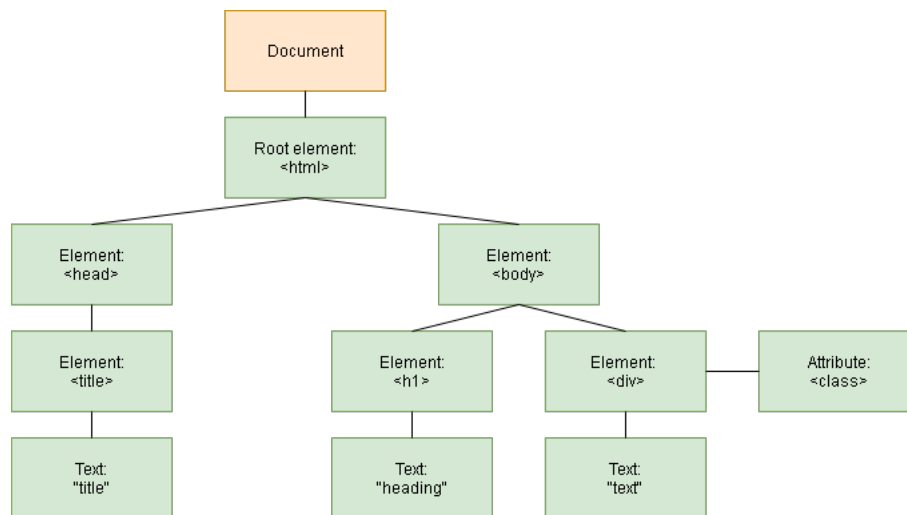 Document
Root element:
<html>
Element:
<head>
Element:
<body>
Element:
<title>
Element:
<h1>
Element:
<div>
Attribute:
<class>
Text:
"title"
Text:
"heading"
Text:
"text"